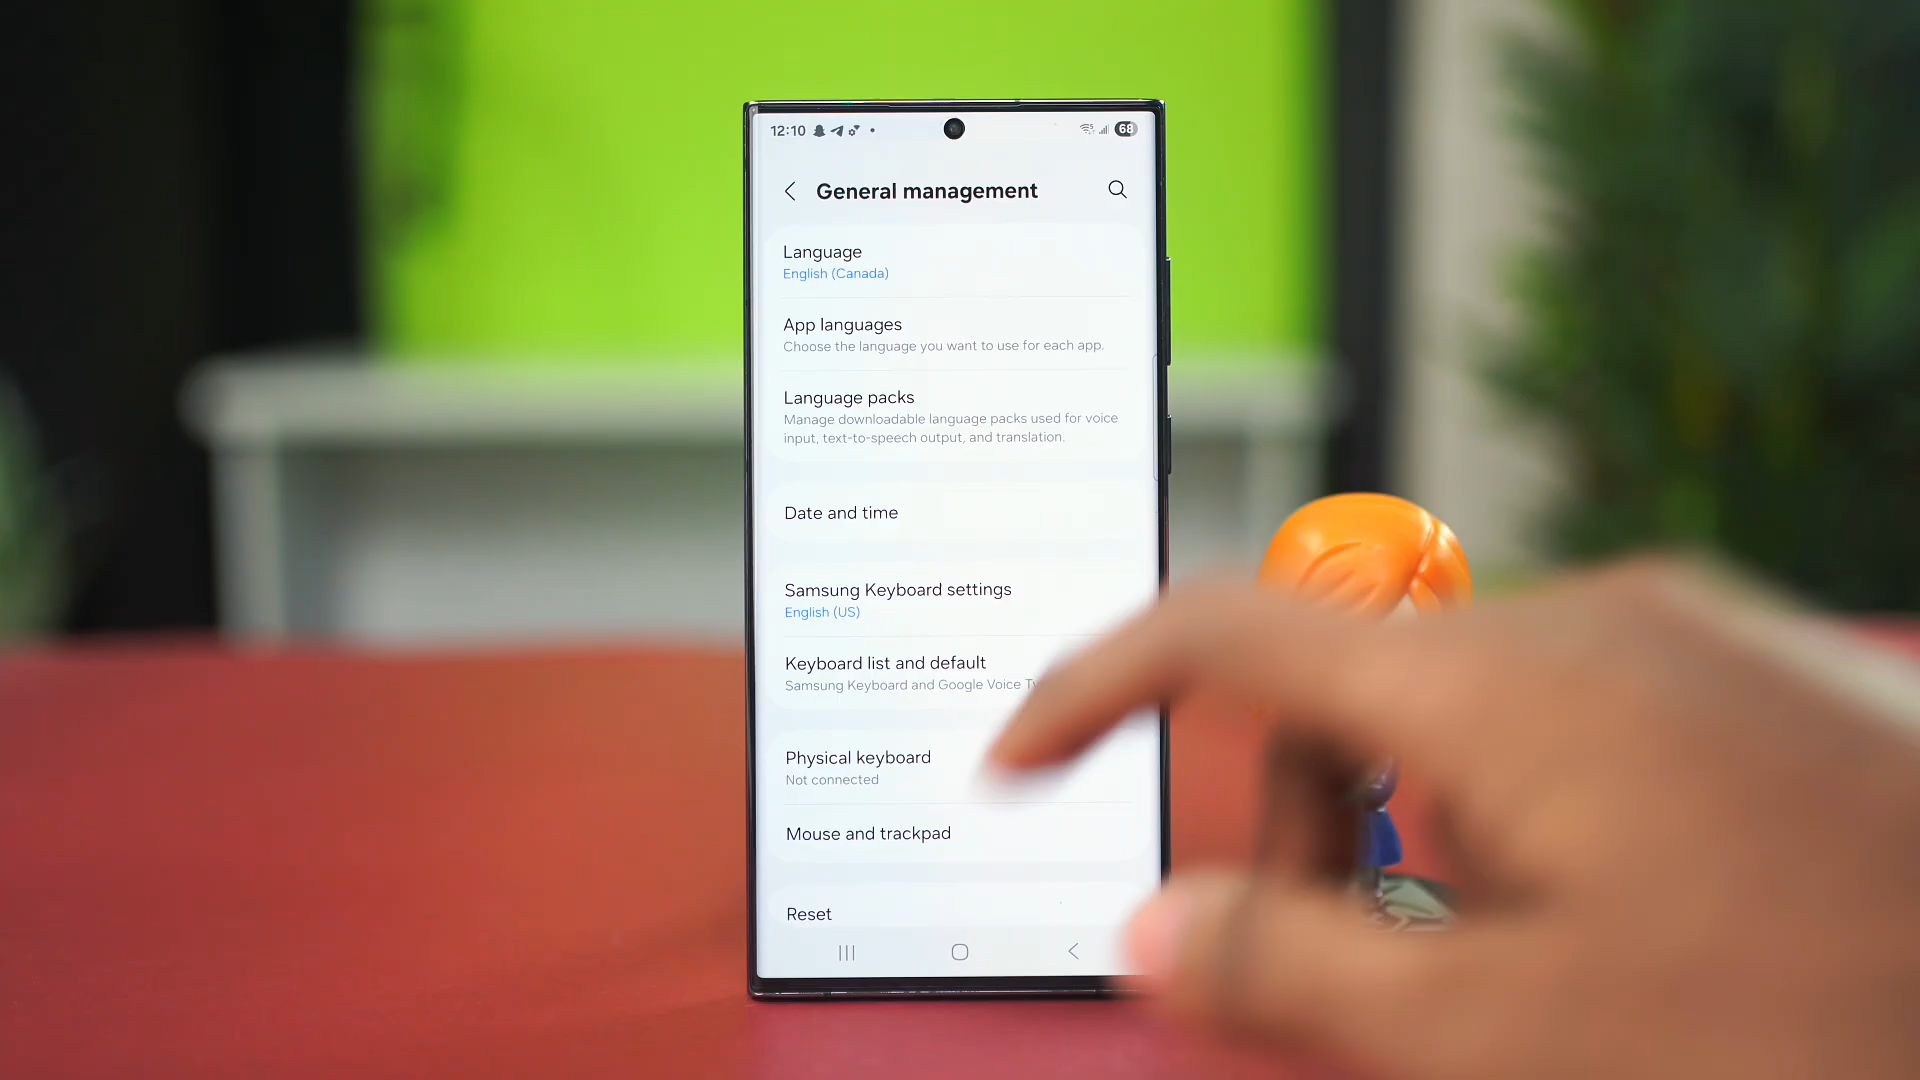 12:10
68
General management
Language
English (Canada)
App languages
Choose the language you want to use for each app.
Language packs
Manage downloadable language packs used for voice
input, text-to-speech output, and translation.
Date and time
Samsung Keyboard settings
English (US)
Keyboard list and default
Samsung Keyboard and Google Voice
Physical keyboard
Not connected
Mouse and trackpad
Reset